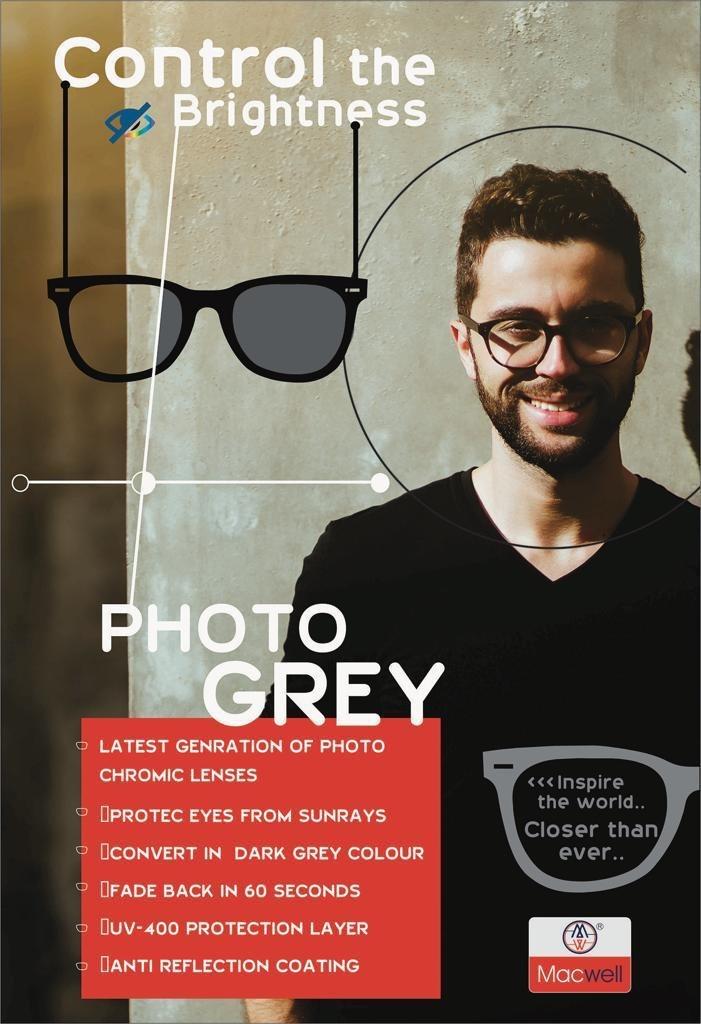 Control the
Brightness
PHOTO
GREY
LATEST GENRATION OF PHOTO
CHROMIC LENSES
PROTEC EYES FROM SUNRAYS
CONVERT IN DARK GREY COLOUR
FADE BACK IN 60 SECONDS
UV-400 PROTECTION LAYER
ANTI REFLECTION COATING
<<<Inspire
the world..
Closer than
ever..
MW®
Macwell